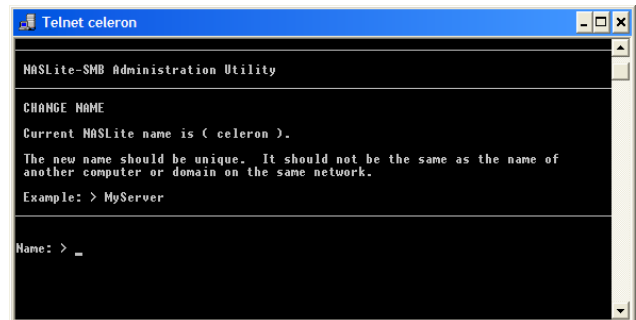 Telnet celeron
NASLite-SMB Administration Utility
CHANGE NAME
Current NASLite name is ( celeron ).
The new name should be unique.  It should not be the same as the name of
another computer or domain on the same network.
Example: > MyServer
Name: > _